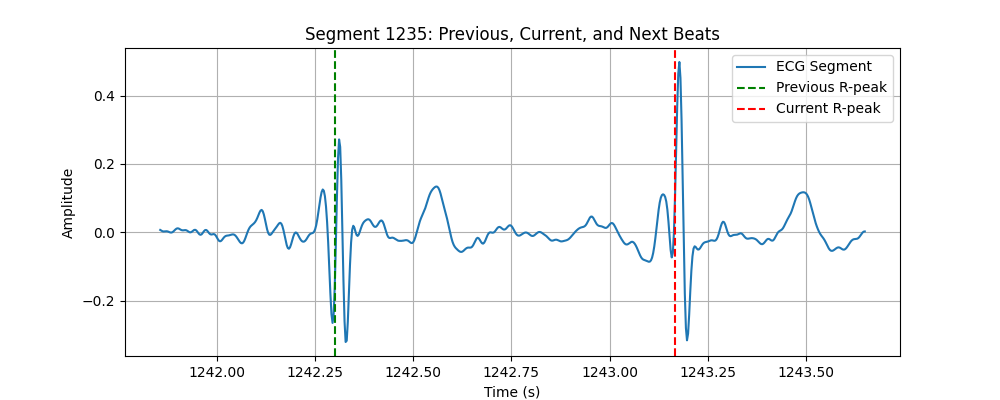 Segment 1235: Previous, Current, and Next Beats
ECG Segment
Previous R-peak
Current R-peak
Amplitude
0.4
0.2
0.0
−0.2
1242.00 1242.25 1242.50 1242.75 1243.00 1243.25 1243.50
Time (s)